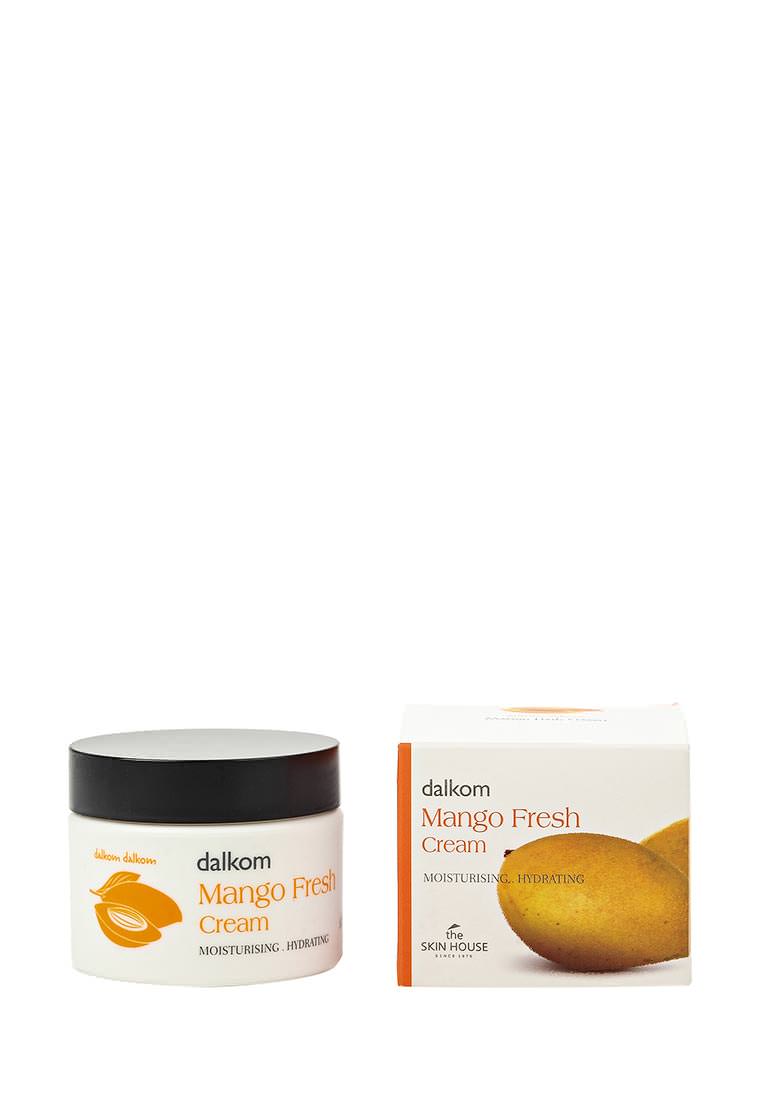 dalkom dalkom
dalkom
Mango Fresh
Cream
MOISTURISING . HYDRATING
dalkom
Mango Fresh
Cream
MOISTURISING.. HYDRATING
the
SKIN HOUSE
SINCE 1976